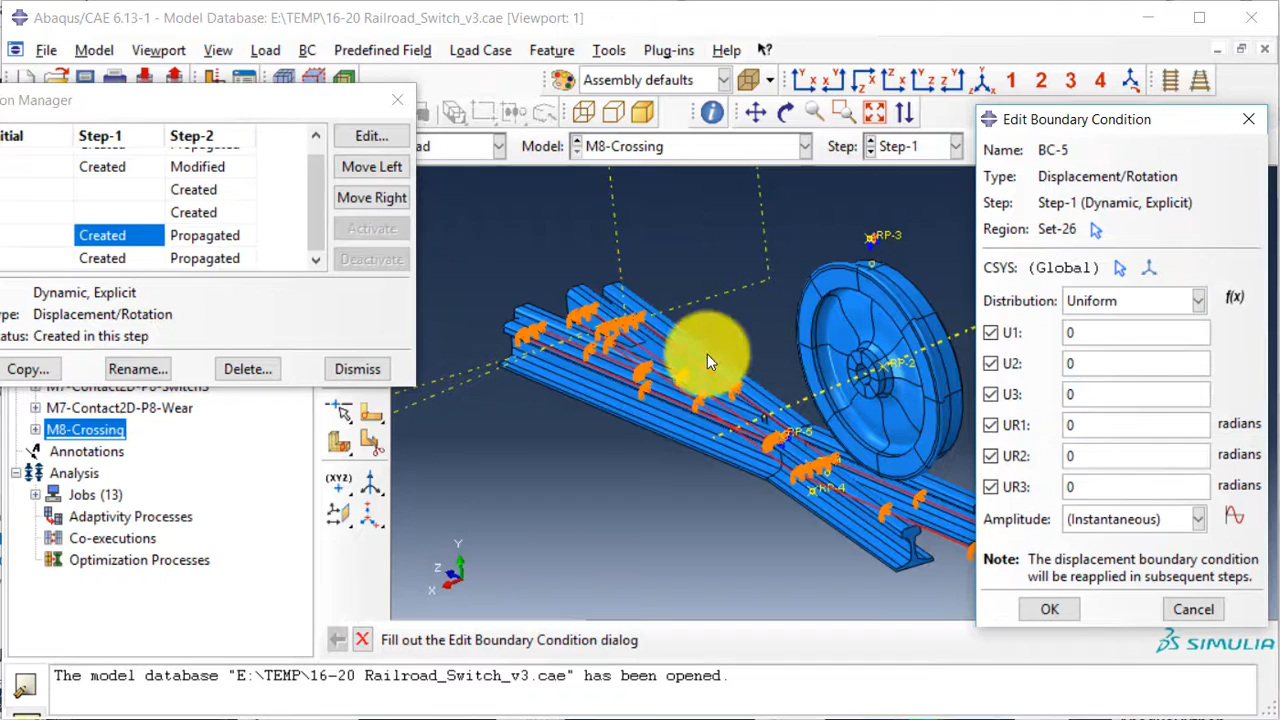 Abaqus/CAE 6.13-1 - Model Database: E:\TEMP\16-20 Railroad_Switch_v3.cae [Viewport: 1]
File Model Viewport View Load BC Predefined Field Load Case Feature Tools Plug-ins Help
Assembly defaults
1 2 3 4
on Manager
Model: M8-Crossing Step: Step-1
itial Step-1 Step-2
Edit...
Created Modified
Move Left
Created
Move Right
Created
Activate
Created Propagated
Deactivate
Created Propagated
Dynamic, Explicit
ype: Displacement/Rotation
tatus: Created in this step
Copy... Rename... Delete... Dismiss
M7-Contact2D-P8-Wear
M8-Crossing
Annotations
Analysis
Jobs (13)
Adaptivity Processes
Co-executions
Optimization Processes
(XYZ)
RP-3
RP-2
RP-4
Y
Z
X
Edit Boundary Condition
Name: BC-5
Type: Displacement/Rotation
Step: Step-1 (Dynamic, Explicit)
Region: Set-26
CSYS: (Global)
Distribution: Uniform f(x)
U1: 0
U2: 0
U3: 0
UR1: 0 radians
UR2: 0 radians
UR3: 0 radians
Amplitude: (Instantaneous)
Note: The displacement boundary condition
will be reapplied in subsequent steps.
OK Cancel
Fill out the Edit Boundary Condition dialog
SIMULIA
The model database "E:\TEMP\16-20 Railroad_Switch_v3.cae" has been opened.